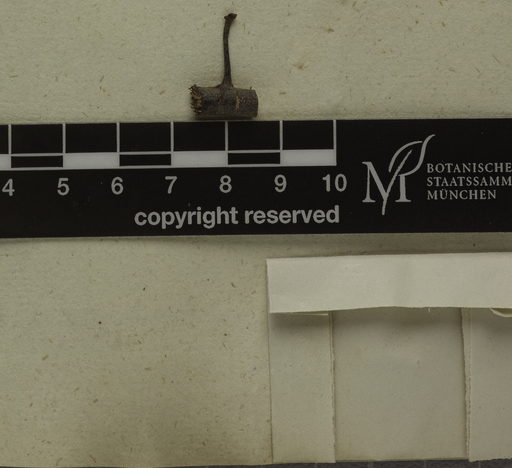 4 5 6 7 8 9 10
copyright reserved
M
BOTANISCHE
STAATSSAMM
MÜNCHEN